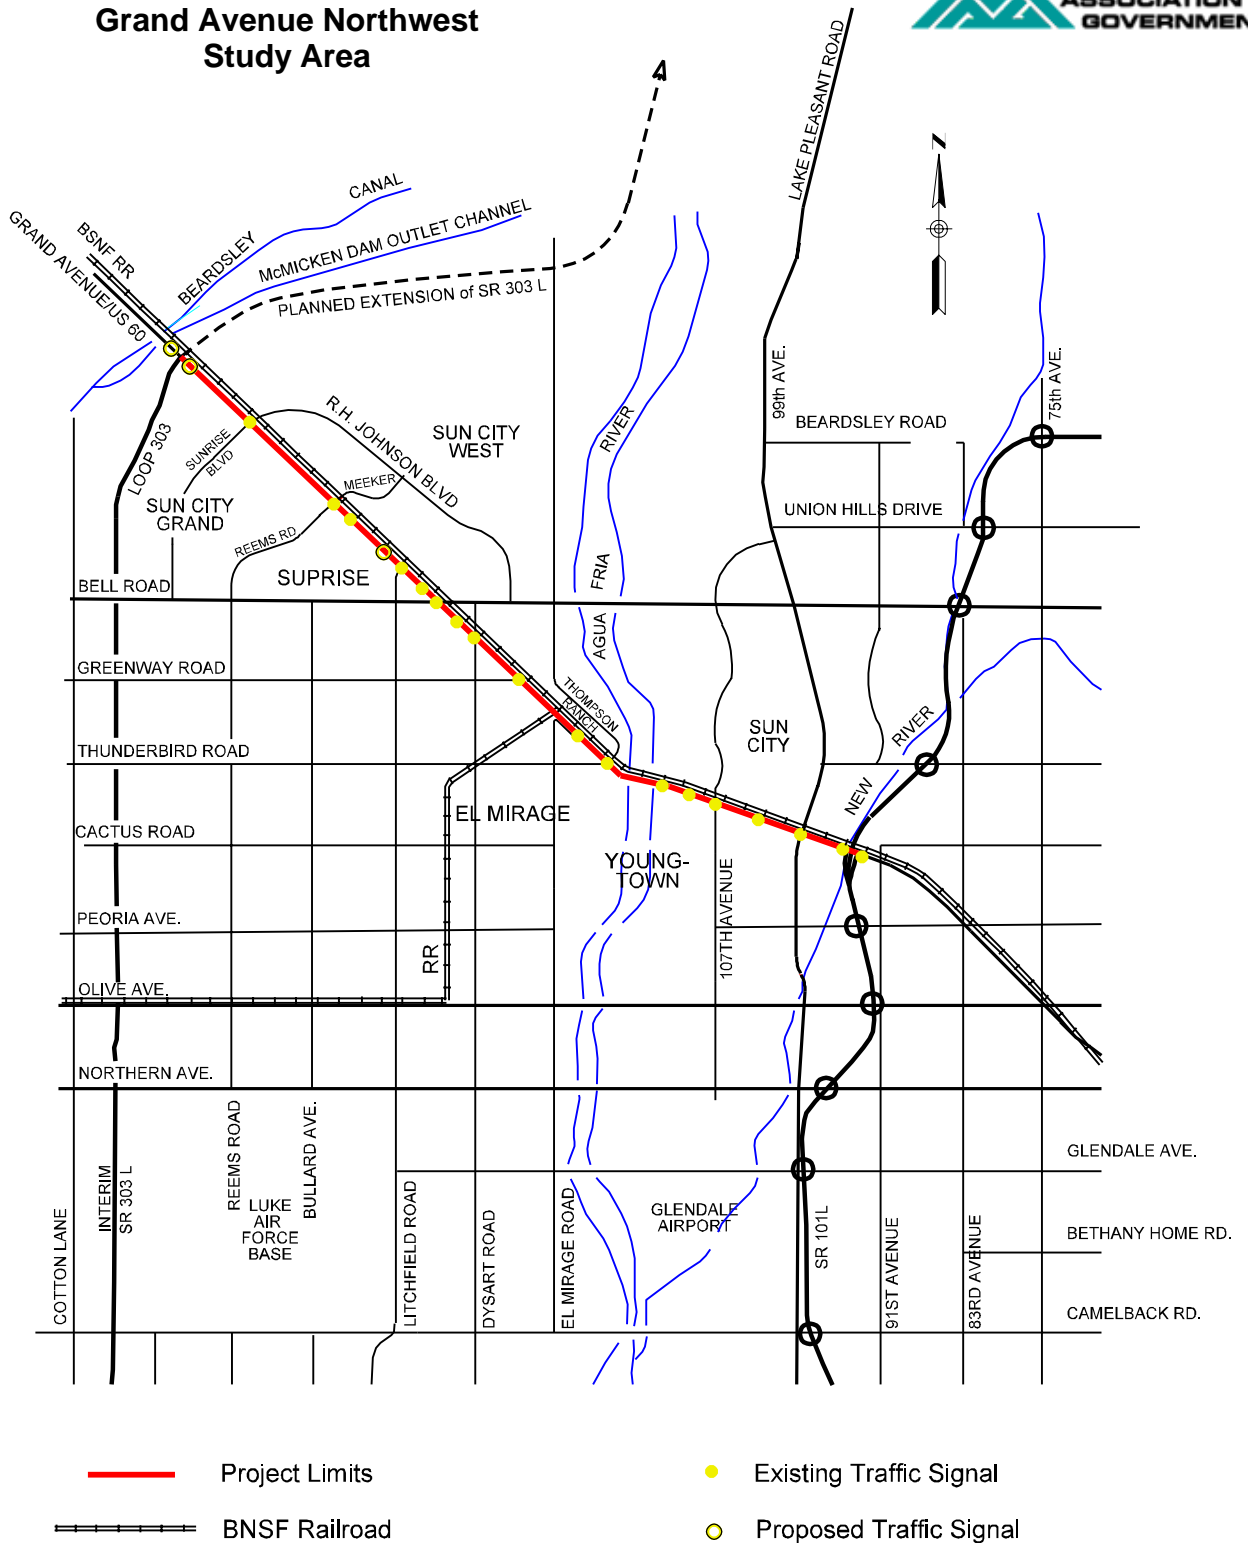 Grand Avenue Northwest
Study Area
ASSOCIATION
GOVERNMEN
LAKE PLEASANT ROAD
N
CANAL
BEARDSLEY
McMICKEN DAM OUTLET CHANNEL
BSNF RR
GRAND AVENUE/US 60
PLANNED EXTENSION of SR 303 L
99th AVE.
75th AVE.
BEARDSLEY ROAD
R.H. JOHNSON BLVD
SUN CITY
WEST
RIVER
LOOP 303
SUNRISE
BLVD
MEEKER
SUN CITY
GRAND
UNION HILLS DRIVE
REEMS RD
SUPRISE
FRIA
BELL ROAD
AGUA
GREENWAY ROAD
THOMPSON
RANCH
SUN
CITY
RIVER
THUNDERBIRD ROAD
NEW
EL MIRAGE
CACTUS ROAD
YOUNG-
TOWN
107TH AVENUE
PEORIA AVE.
RR
OLIVE AVE.
NORTHERN AVE.
REEMS ROAD
BULLARD AVE.
GLENDALE AVE.
INTERIM
SR 303 L
LUKE
AIR
FORCE
BASE
GLENDALE
AIRPORT
COTTON LANE
LITCHFIELD ROAD
DYSART ROAD
EL MIRAGE ROAD
SR 101L
91ST AVENUE
83RD AVENUE
BETHANY HOME RD.
CAMELBACK RD.
Project Limits
Existing Traffic Signal
BNSF Railroad
Proposed Traffic Signal